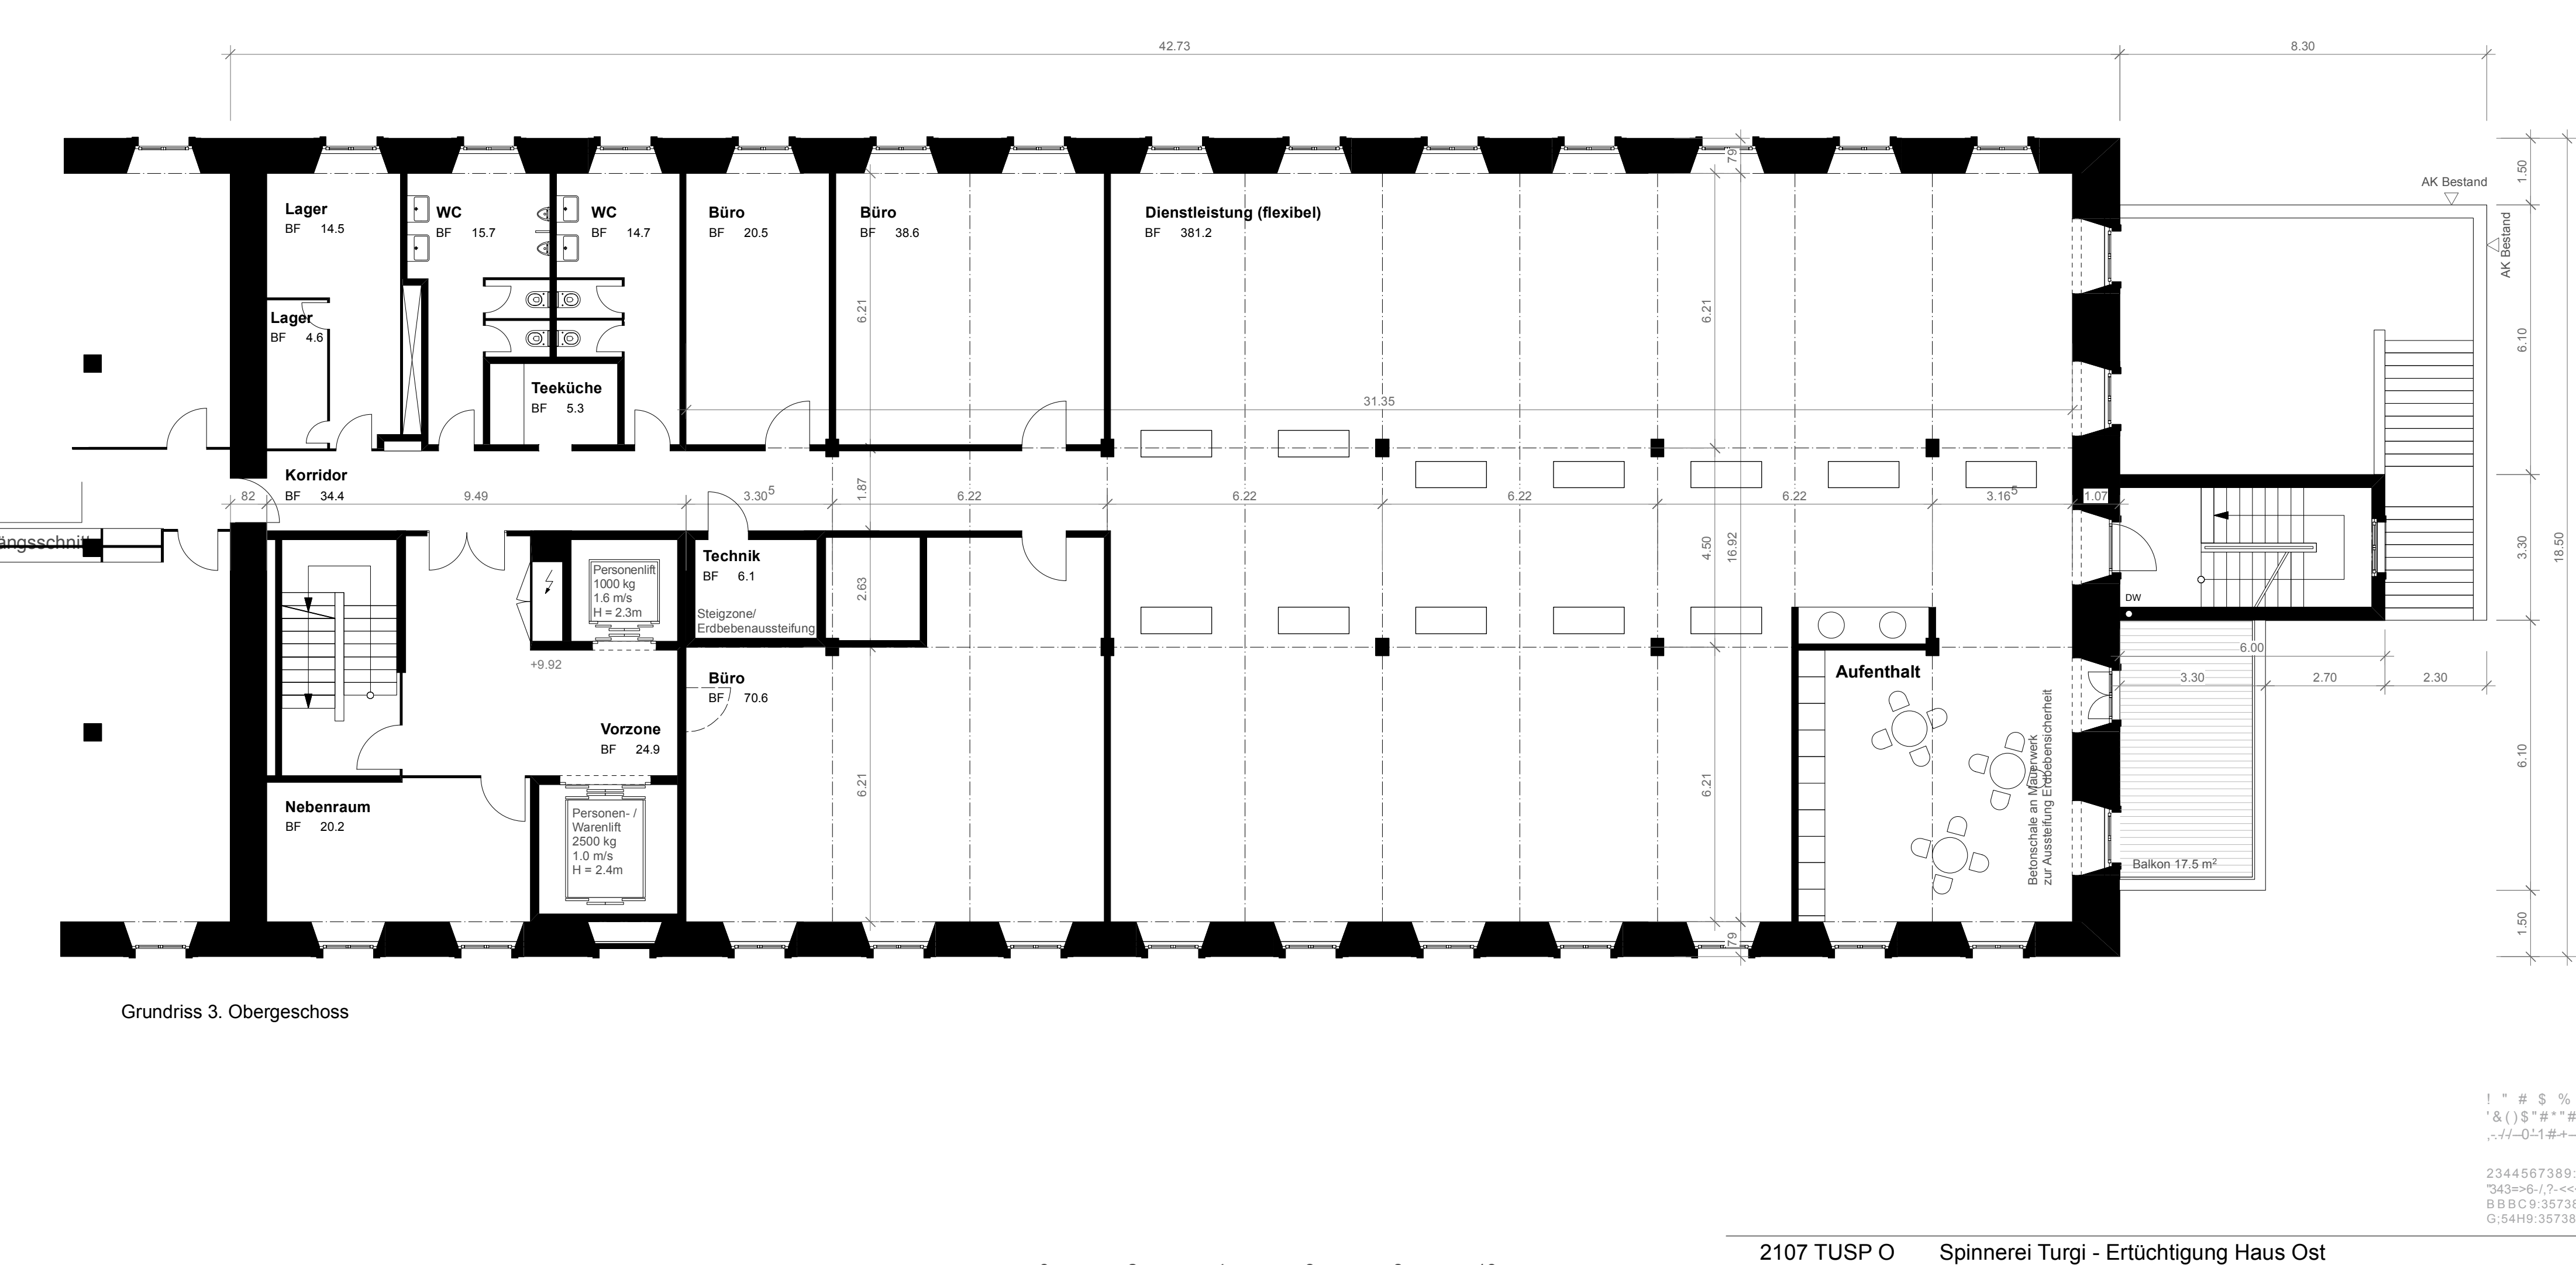 42.73
8.30
79
1.50
AK Bestand
AK Bestand
Lager
BF 14.5
WC
BF 15.7
WC
BF 14.7
Büro
BF 20.5
Büro
BF 38.6
Dienstleistung (flexibel)
BF 381.2
Lager
BF 4.6
6.21
6.21
6.10
Teeküche
BF 5.3
31.35
Korridor
BF 34.4
82
9.49
3.30⁵
1.87
6.22
6.22
6.22
6.22
3.16⁵
1.07
ängsschnitt
Personenlift
1000 kg
1.6 m/s
H = 2.3m
Technik
BF 6.1
Steigzone/
Erdbebenaussteifung
2.63
4.50
16.92
3.30
18.50
DW
+9.92
Büro
BF 70.6
Aufenthalt
6.00
3.30
2.70
2.30
Vorzone
BF 24.9
Betonschale an Mauerwerk
zur Aussteifung Erdbebensicherheit
6.21
6.21
6.10
Nebenraum
BF 20.2
Personen- /
Warenlift
2500 kg
1.0 m/s
H = 2.4m
Balkon 17.5 m²
79
1.50
Grundriss 3. Obergeschoss
! " # $ %
'&()$"#*"#
2344567389:
2107 TUSP O Spinnerei Turgi - Ertüchtigung Haus Ost